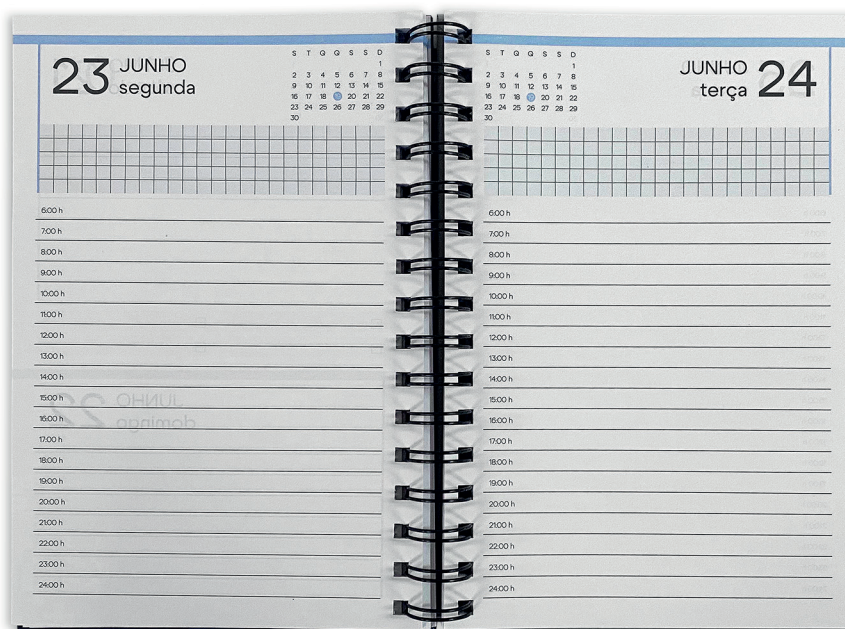 23 JUNHO
segunda
S T Q Q S S D
1
2 3 4 5 6 7 8
9 10 11 12 13 14 15
16 17 18 19 20 21 22
23 24 25 26 27 28 29
30
6:00 h
7:00 h
8:00 h
9:00 h
10:00 h
11:00 h
12:00 h
13:00 h
14:00 h
15:00 h
16:00 h
17:00 h
18:00 h
19:00 h
20:00 h
21:00 h
22:00 h
23:00 h
24:00 h
JUNHO
domingo 22
S T Q Q S S D
1
2 3 4 5 6 7 8
9 10 11 12 13 14 15
16 17 18 19 20 21 22
23 24 25 26 27 28 29
30
JUNHO 24
terça
6:00 h
7:00 h
8:00 h
9:00 h
10:00 h
11:00 h
12:00 h
13:00 h
14:00 h
15:00 h
16:00 h
17:00 h
18:00 h
19:00 h
20:00 h
21:00 h
22:00 h
23:00 h
24:00 h